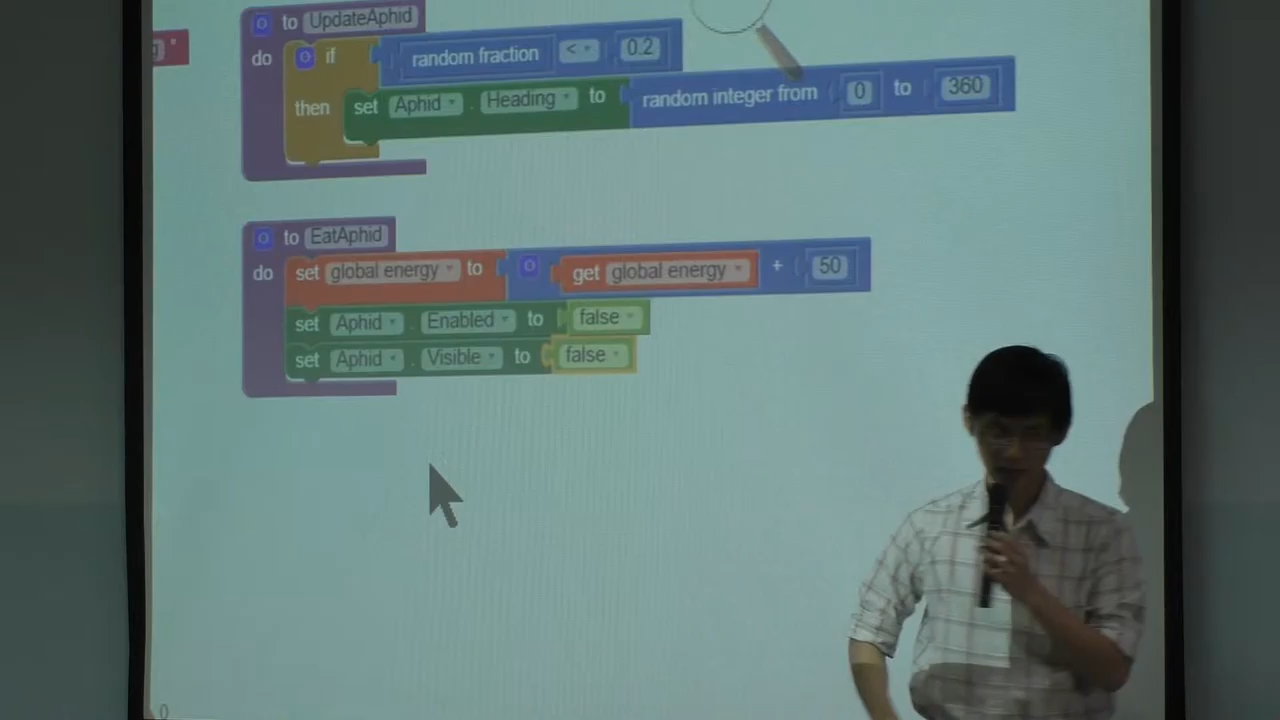 to UpdateAphid
do if random fraction < 0.2
then set Aphid . Heading to random integer from 0 to 360
to EatAphid
do set global energy to get global energy + 50
set Aphid . Enabled to false
set Aphid . Visible to false
0